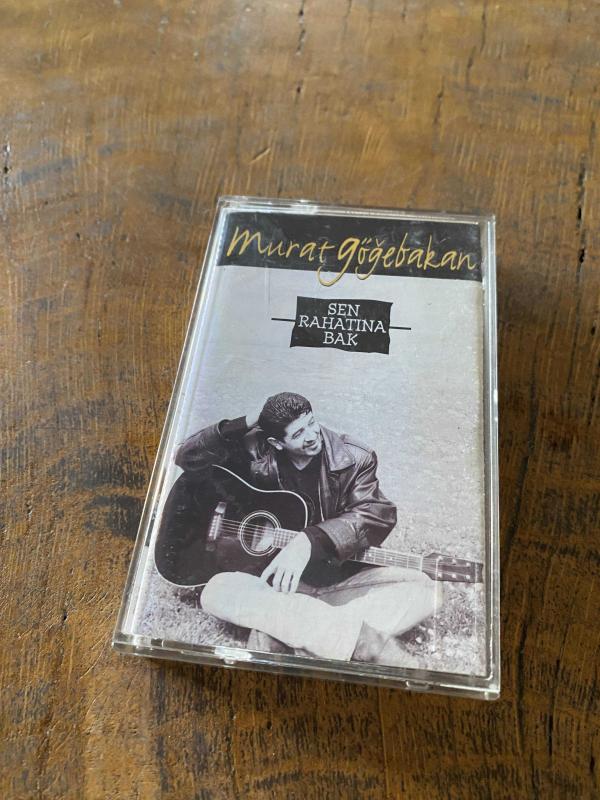 Murat göğebakan
SEN
RAHATINA
BAK